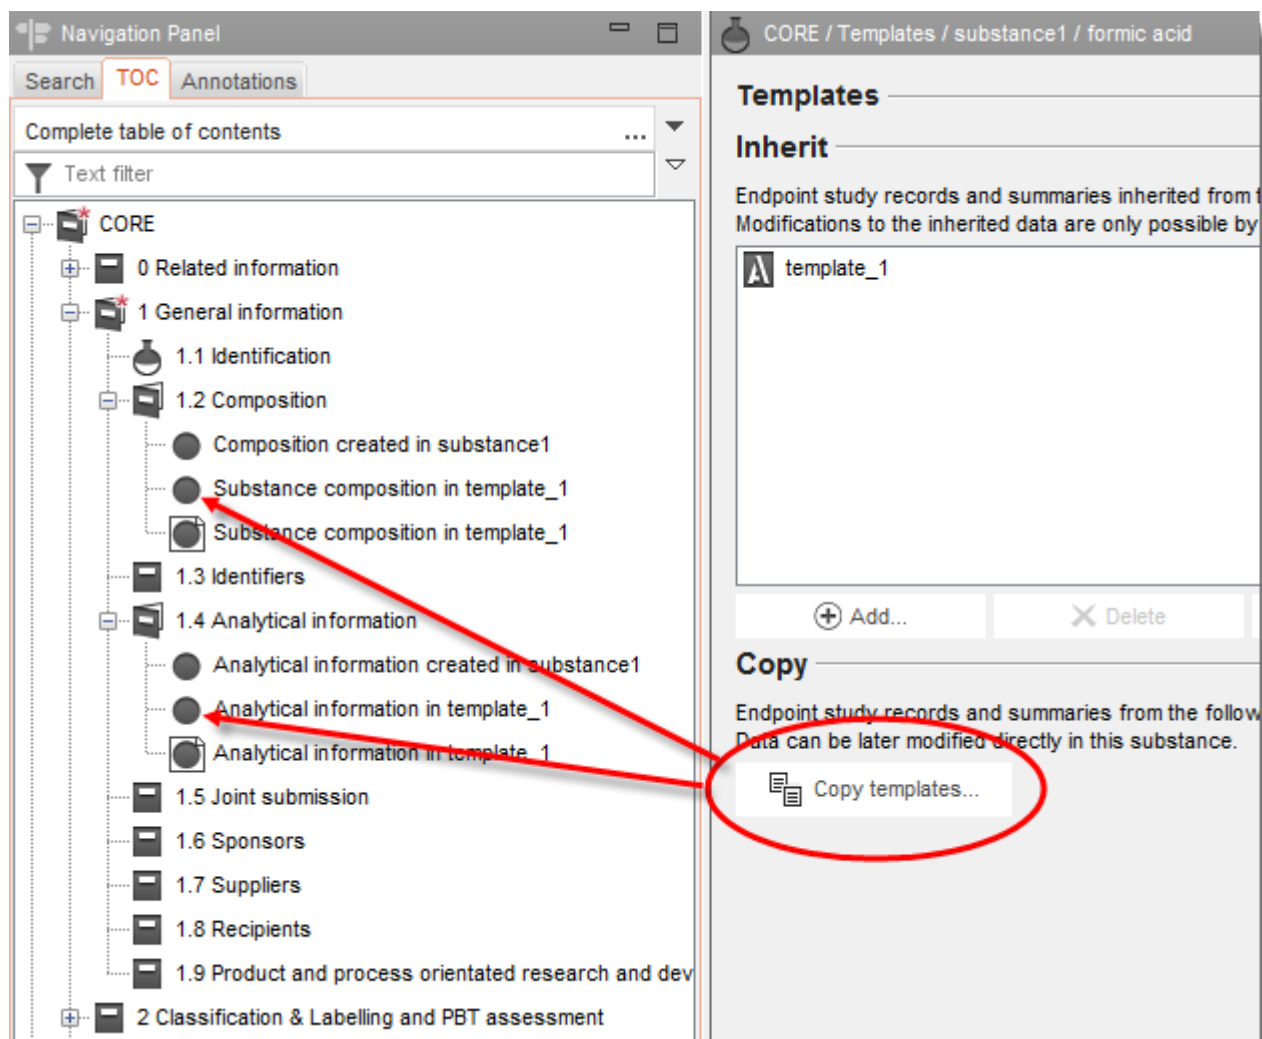 Navigation Panel
Search TOC Annotations
Complete table of contents ...
Text filter
CORE
0 Related information
1 General information
1.1 Identification
1.2 Composition
Composition created in substance1
Substance composition in template_1
Substance composition in template_1
1.3 Identifiers
1.4 Analytical information
Analytical information created in substance1
Analytical information in template_1
Analytical information in template_1
1.5 Joint submission
1.6 Sponsors
1.7 Suppliers
1.8 Recipients
1.9 Product and process orientated research and dev
2 Classification & Labelling and PBT assessment
CORE / Templates / substance1 / formic acid
Templates
Inherit
Endpoint study records and summaries inherited from t
Modifications to the inherited data are only possible by
template_1
Add... Delete
Copy
Endpoint study records and summaries from the follow
Data can be later modified directly in this substance.
Copy templates...